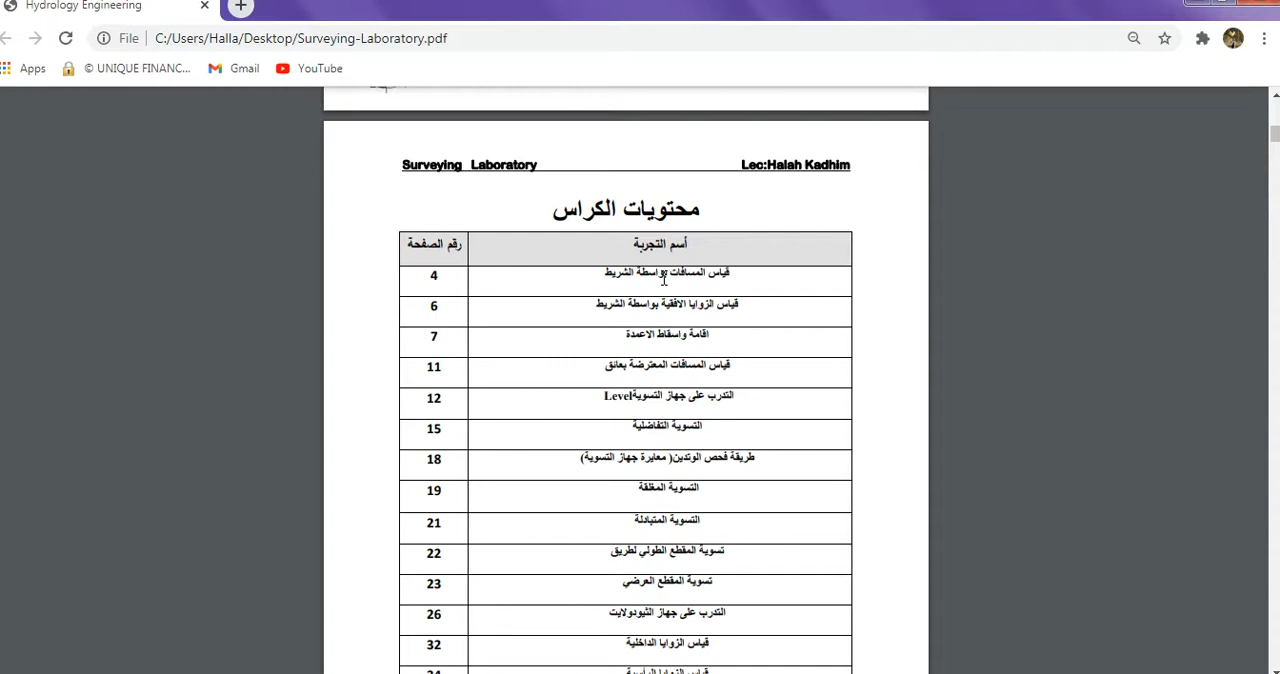 Hydrology Engineering
File | C:/Users/Halla/Desktop/Surveying-Laboratory.pdf
Apps © UNIQUE FINANC... Gmail YouTube
Surveying Laboratory Lec:Halah Kadhim
محتويات الكراس
أسم التجربة رقم الصفحة
قياس المسافات بواسطة الشريط 4
قياس الزوايا الافقية بواسطة الشريط 6
اقامة واسقاط الاعمدة 7
قياس المسافات المعترضة بعائق 11
التدرب على جهاز التسويةLevel 12
التسوية التفاضلية 15
طريقة فحص الوتدين( معايرة جهاز التسوية) 18
التسوية المغلقة 19
التسوية المتبادلة 21
تسوية المقطع الطولي لطريق 22
تسوية المقطع العرضي 23
التدرب على جهاز الثيودولايت 26
قياس الزوايا الداخلية 32